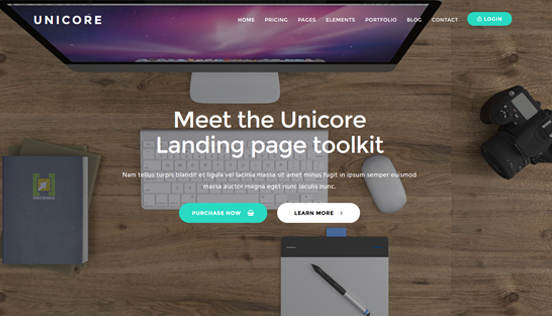 UNICORE
HOME PRICING PAGES ELEMENTS PORTFOLIO BLOG CONTACT LOGIN
Meet the Unicore
Landing page toolkit
Nam tellus turpis blandit et ligula vel lacinia massa sit amet minus fugit in ipsum semper euismod
massa auctor magna eget nunc iaculis nunc.
PURCHASE NOW LEARN MORE